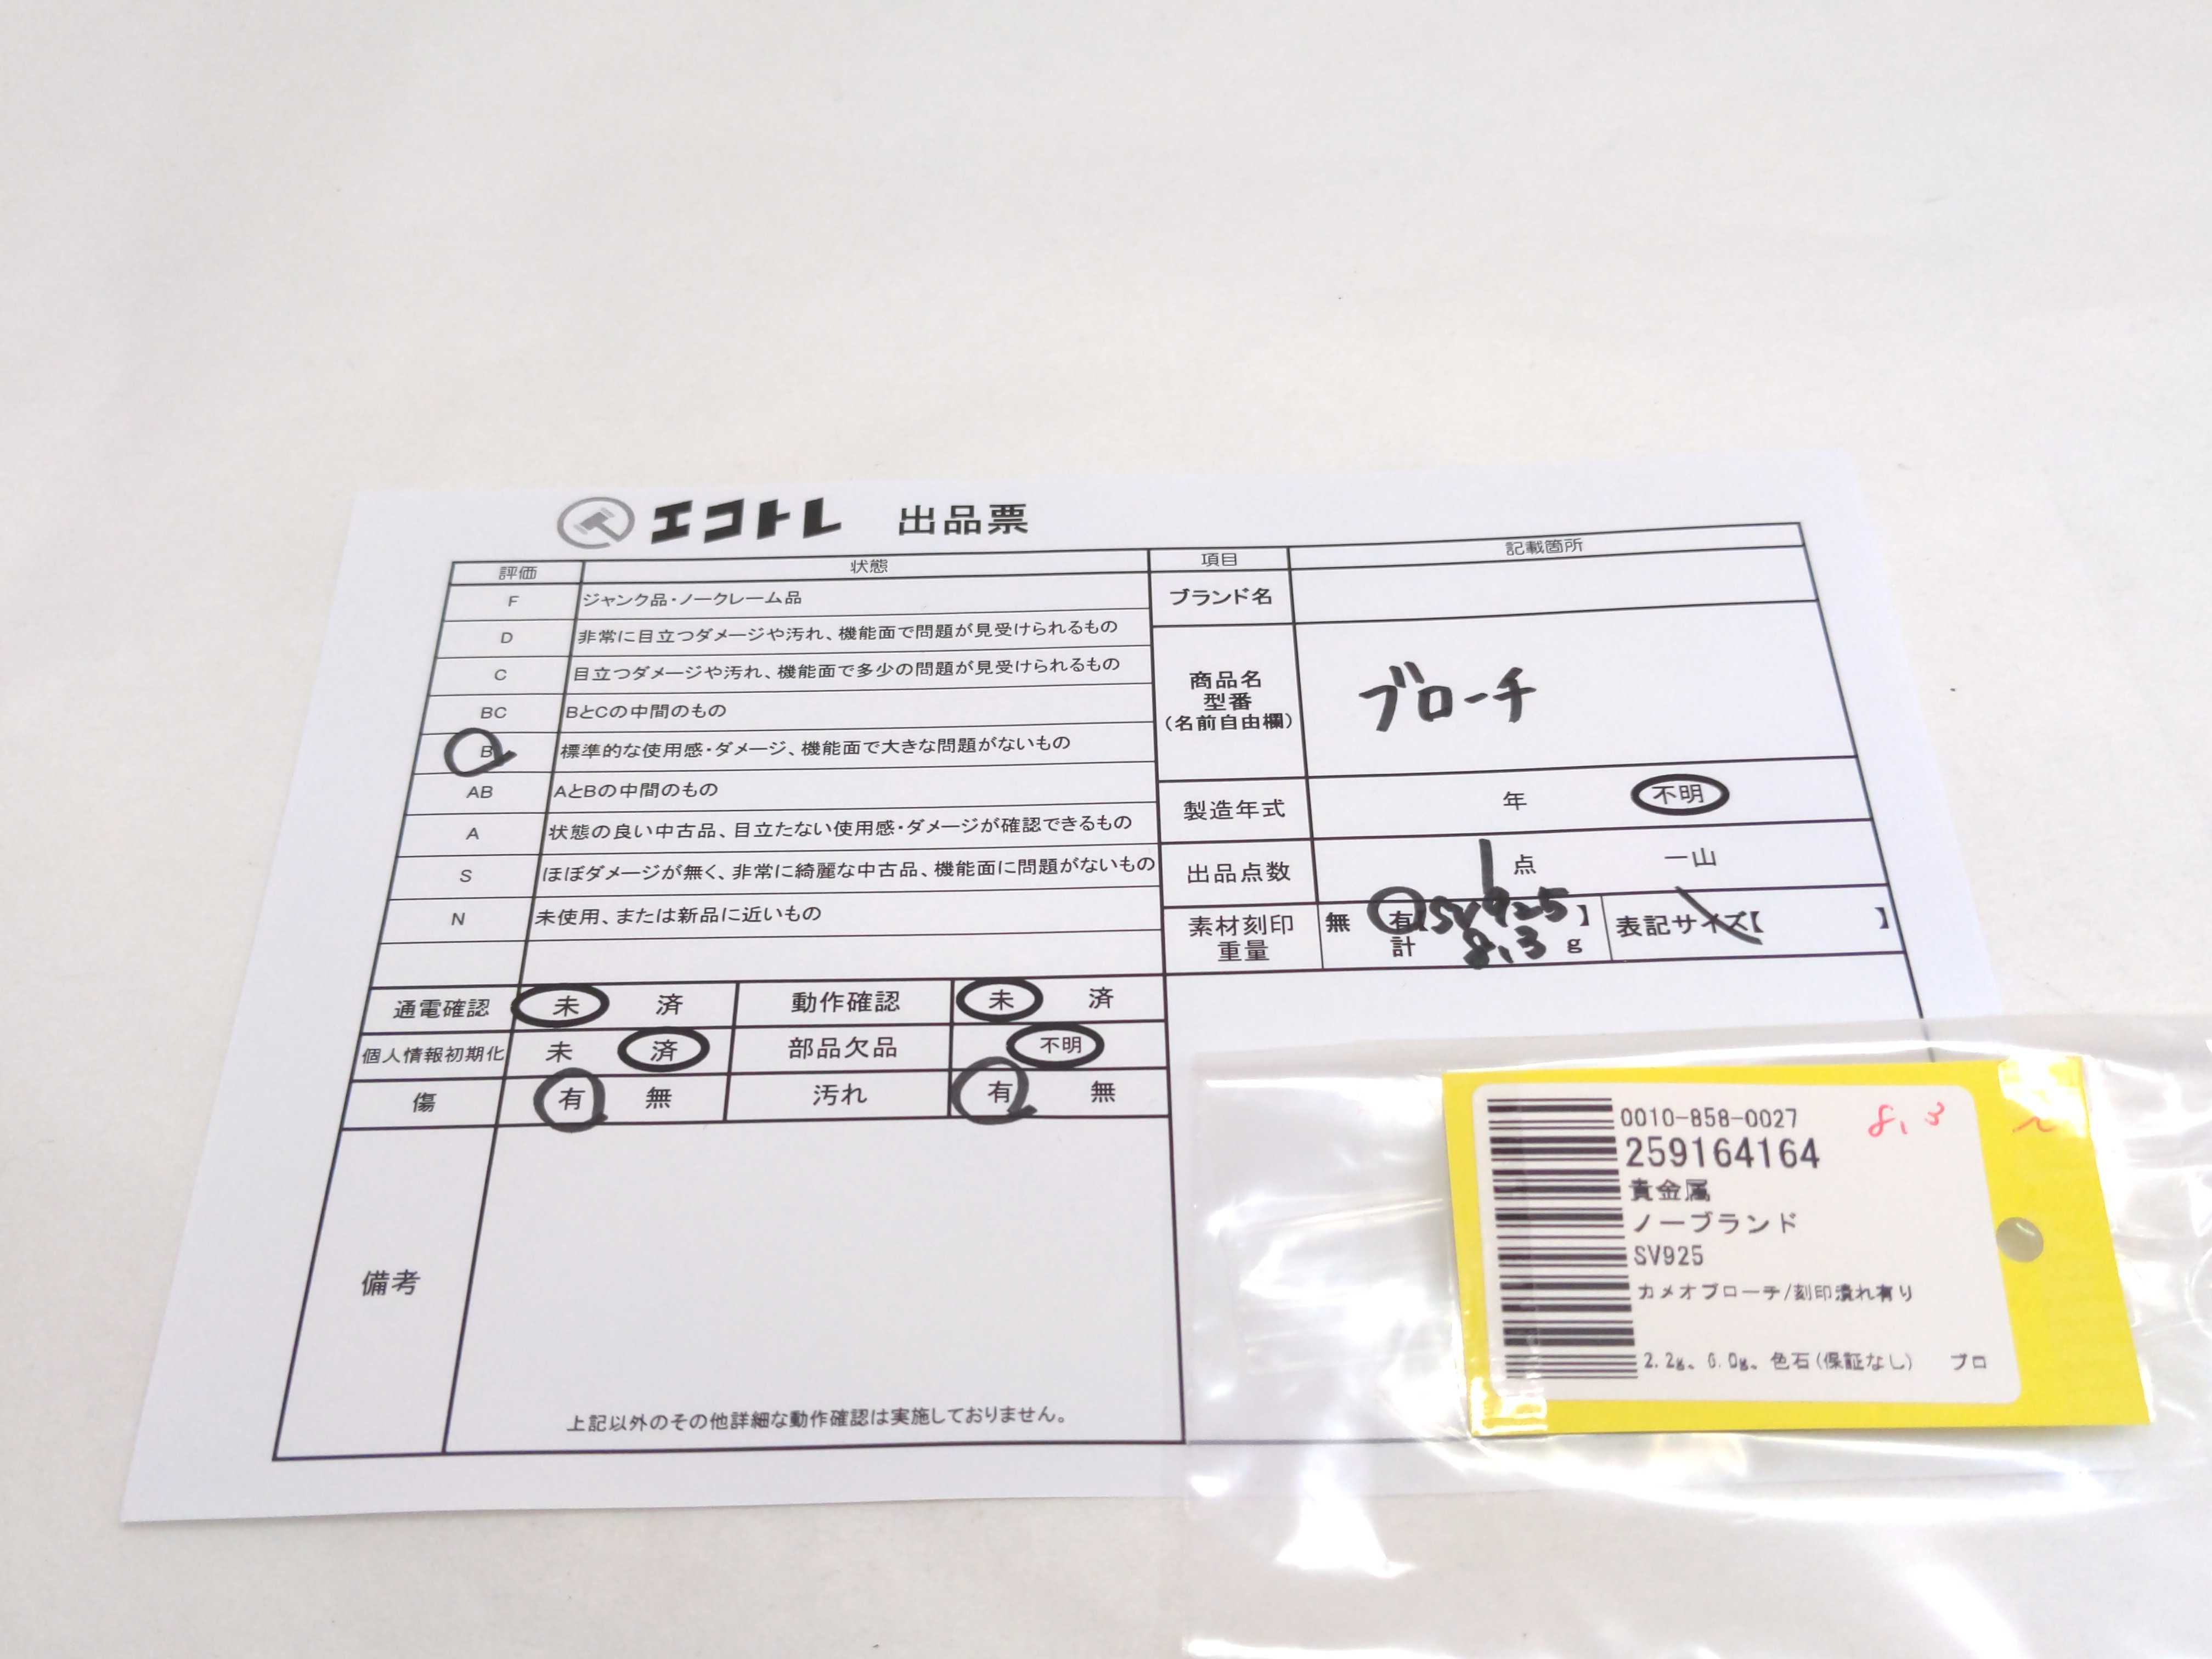 エコトレ 出品票
評価 状態 項目 記載箇所
F ジャンク品・ノークレーム品
D 非常に目立つダメージや汚れ、機能面で問題が見受けられるもの
C 目立つダメージや汚れ、機能面で多少の問題が見受けられるもの
BC BとCの中間のもの
B 標準的な使用感・ダメージ、機能面で大きな問題がないもの
AB AとBの中間のもの
A 状態の良い中古品、目立たない使用感・ダメージが確認できるもの
S ほぼダメージが無く、非常に綺麗な中古品、機能面に問題がないもの
N 未使用、または新品に近いもの
ブランド名
商品名
型番
(名前自由欄)
ブローチ
製造年式 年 不明
出品点数 1 点 一山
素材刻印
重量
無 有【SV925】
計 8.3 g
表記サイズ【 】
通電確認 未 済 動作確認 未 済
個人情報初期化 未 済 部品欠品 不明
傷 有 無 汚れ 有 無
備考
上記以外のその他詳細な動作確認は実施しておりません。
0010-858-0027 8.3
259164164
貴金属
ノーブランド
SV925
カメオブローチ/刻印潰れ有り
2.2g、6.0g、色石(保証なし) ブロ